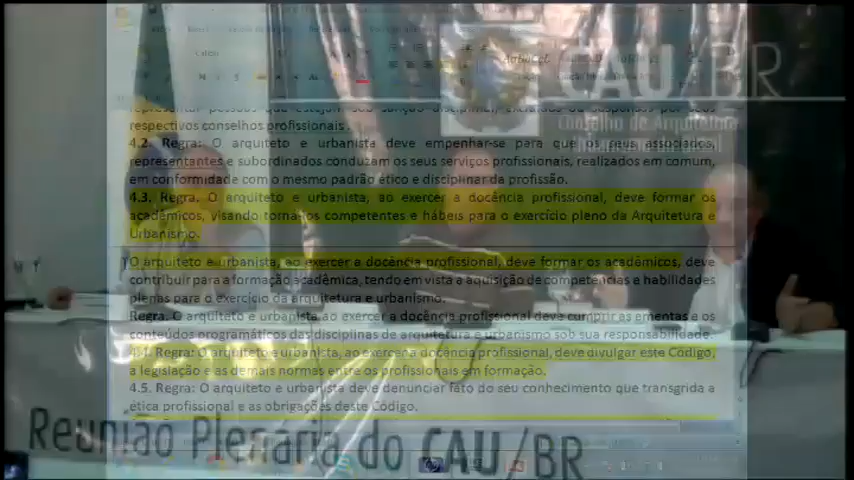 CAU/BR
Conselho de Arquitetura
respectivos conselhos profissionais.
4.2. Regra: O arquiteto e urbanista deve empenhar-se para que os seus associados,
representantes e subordinados conduzam os seus serviços profissionais, realizados em comum,
em conformidade com o mesmo padrão ético e disciplinar da profissão.
4.3. Regra. O arquiteto e urbanista, ao exercer a docência profissional, deve formar os
acadêmicos, visando torná-los competentes e hábeis para o exercício pleno da Arquitetura e
Urbanismo.
O arquiteto e urbanista, ao exercer a docência profissional, deve formar os acadêmicos, deve
contribuir para a formação acadêmica, tendo em vista a aquisição de competências e habilidades
plenas para o exercício da arquitetura e urbanismo.
Regra. O arquiteto e urbanista ao exercer a docência profissional deve cumprir as ementas e os
conteúdos programáticos das disciplinas de arquitetura e urbanismo sob sua responsabilidade.
4.4. Regra: O arquiteto e urbanista, ao exercer a docência profissional, deve divulgar este Código,
a legislação e as demais normas entre os profissionais em formação.
4.5. Regra: O arquiteto e urbanista deve denunciar fato do seu conhecimento que transgrida a
ética profissional e as obrigações deste Código.
Reunião Plenária do CAU/BR